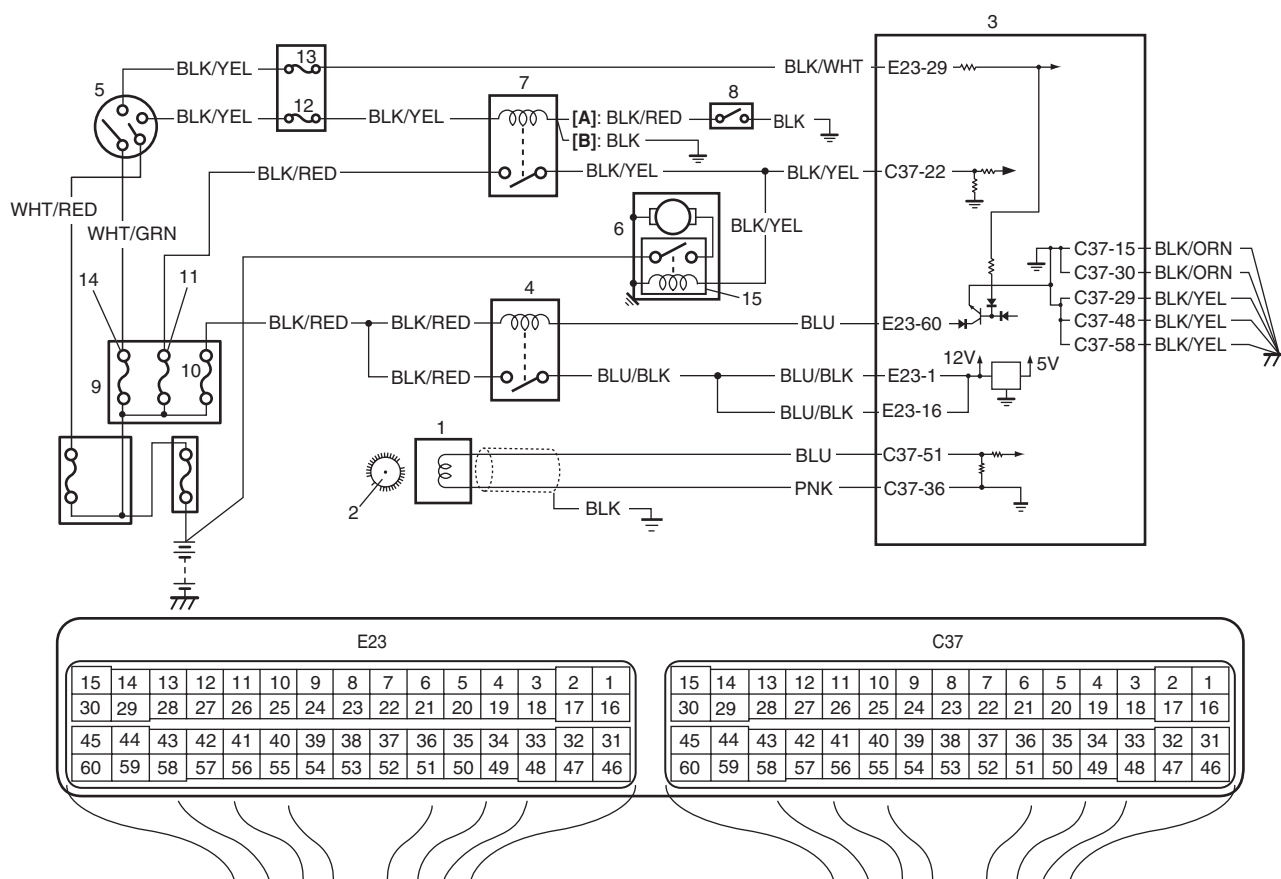 3
13
BLK/YEL
BLK/WHT
E23-29
5
7
8
12
BLK/YEL
BLK/YEL
[A]: BLK/RED
BLK
[B]: BLK
BLK/RED
BLK/YEL
BLK/YEL
C37-22
WHT/RED
6
BLK/YEL
WHT/GRN
C37-15
BLK/ORN
14
11
C37-30
BLK/ORN
4
15
C37-29
BLK/YEL
BLK/RED
BLK/RED
BLU
E23-60
C37-48
BLK/YEL
C37-58
BLK/YEL
12V
5V
9
10
BLK/RED
BLU/BLK
BLU/BLK
E23-1
BLU/BLK
E23-16
1
BLU
C37-51
2
PNK
C37-36
BLK
E23
C37
15 14 13 12 11 10 9 8 7 6 5 4 3 2 1
15 14 13 12 11 10 9 8 7 6 5 4 3 2 1
30 29 28 27 26 25 24 23 22 21 20 19 18 17 16
30 29 28 27 26 25 24 23 22 21 20 19 18 17 16
45 44 43 42 41 40 39 38 37 36 35 34 33 32 31
45 44 43 42 41 40 39 38 37 36 35 34 33 32 31
60 59 58 57 56 55 54 53 52 51 50 49 48 47 46
60 59 58 57 56 55 54 53 52 51 50 49 48 47 46